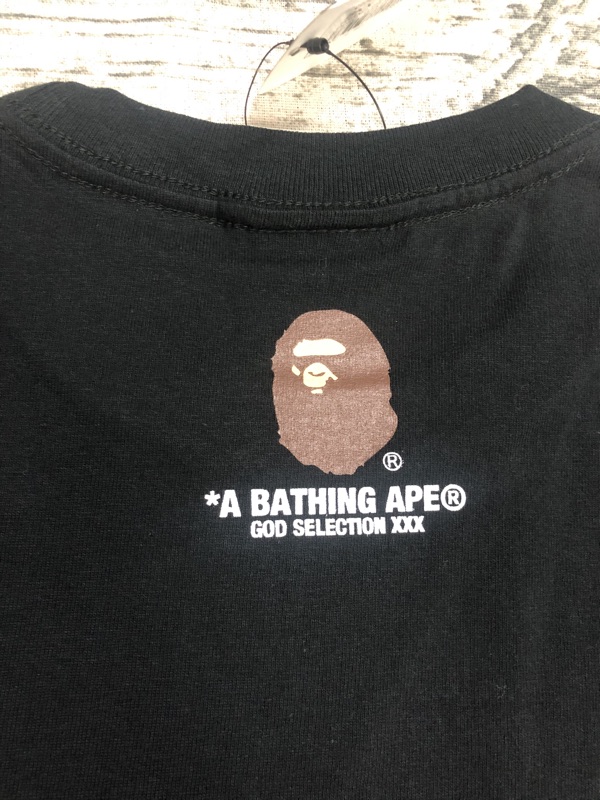 ®
*A BATHING APE®
GOD SELECTION XXX